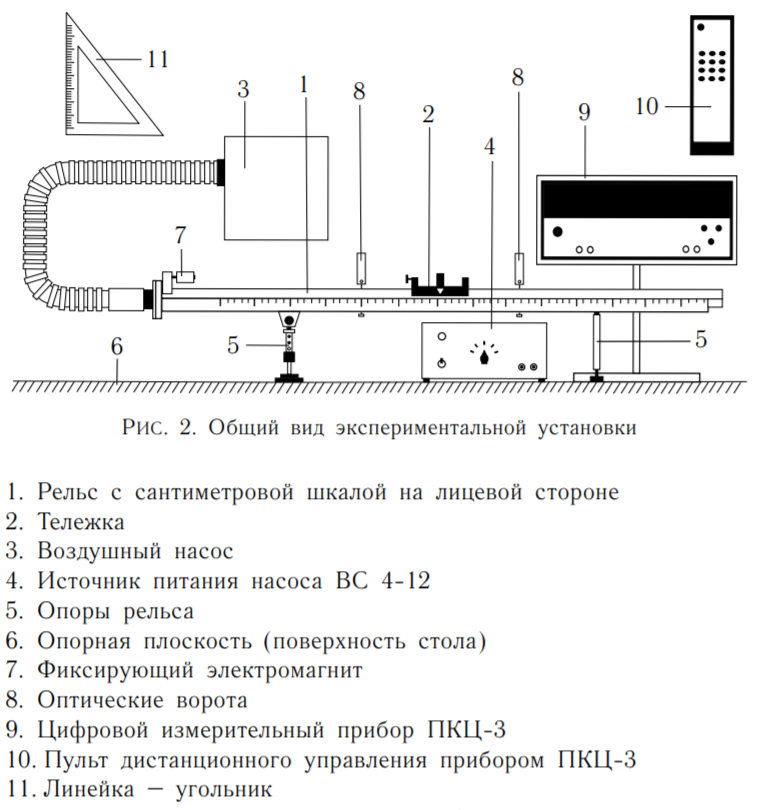 11
3
1
8
2
4
8
9
10
7
5
6
5
Рис. 2. Общий вид экспериментальной установки
1. Рельс с сантиметровой шкалой на лицевой стороне
2. Тележка
3. Воздушный насос
4. Источник питания насоса ВС 4-12
5. Опоры рельса
6. Опорная плоскость (поверхность стола)
7. Фиксирующий электромагнит
8. Оптические ворота
9. Цифровой измерительный прибор ПКЦ-3
10. Пульт дистанционного управления прибором ПКЦ-3
11. Линейка – угольник